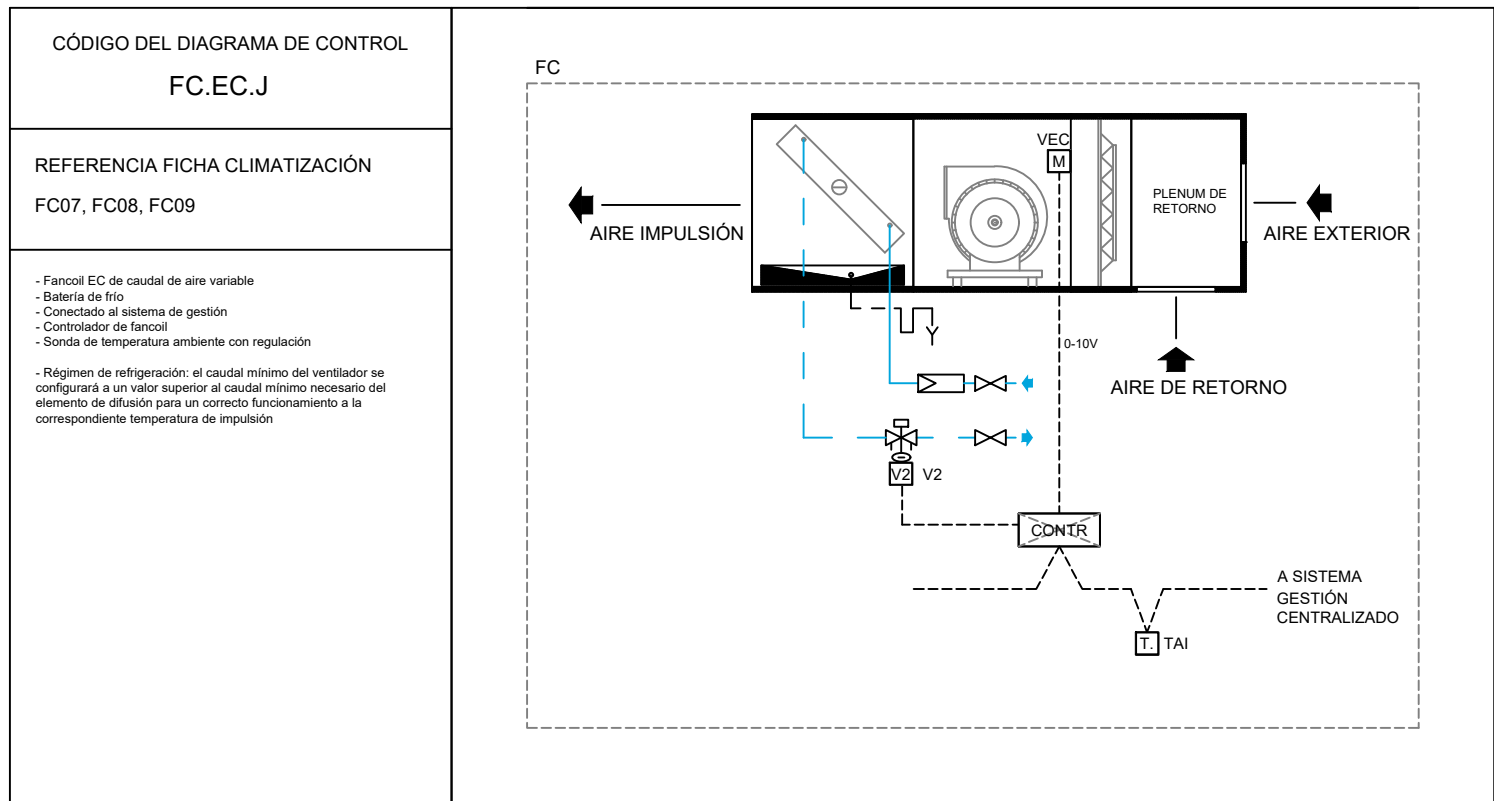 CÓDIGO DEL DIAGRAMA DE CONTROL
FC.EC.J
REFERENCIA FICHA CLIMATIZACIÓN
FC07, FC08, FC09
- Fancoil EC de caudal de aire variable
- Batería de frío
- Conectado al sistema de gestión
- Controlador de fancoil
- Sonda de temperatura ambiente con regulación
- Régimen de refrigeración: el caudal mínimo del ventilador se
configurará a un valor superior al caudal mínimo necesario del
elemento de difusión para un correcto funcionamiento a la
correspondiente temperatura de impulsión
FC
VEC
M
PLENUM DE
RETORNO
AIRE IMPULSIÓN
AIRE EXTERIOR
0-10V
AIRE DE RETORNO
V2 V2
CONTR
A SISTEMA
GESTIÓN
CENTRALIZADO
T. TAI